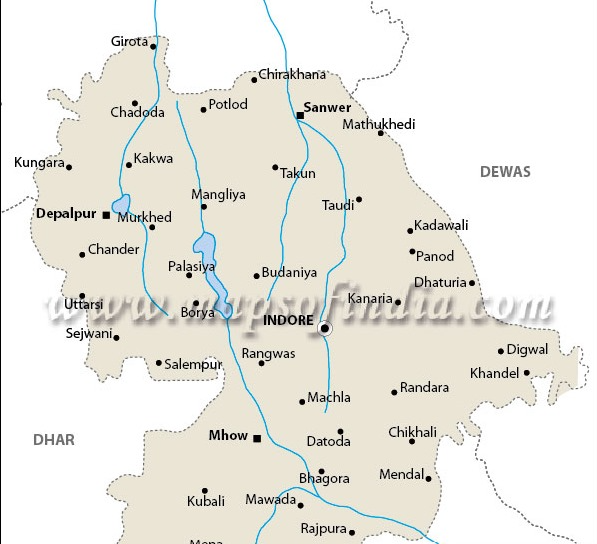 Girota
Chirakhana
Chadoda
Potlod
Sanwer
Mathukhedi
Kungara
Kakwa
Takun
DEWAS
Mangliya
Taudi
Depalpur
Murkhed
Kadawali
Chander
Panod
Palasiya
Budaniya
Dhaturia
Uttarsi
Kanaria
www.mapsofindia.com
Borya
INDORE
Sejwani
Digwal
Rangwas
Salempur
Khandel
Randara
Machla
DHAR
Mhow
Datoda
Chikhali
Bhagora
Mendal
Kubali
Mawada
Rajpura
Mena